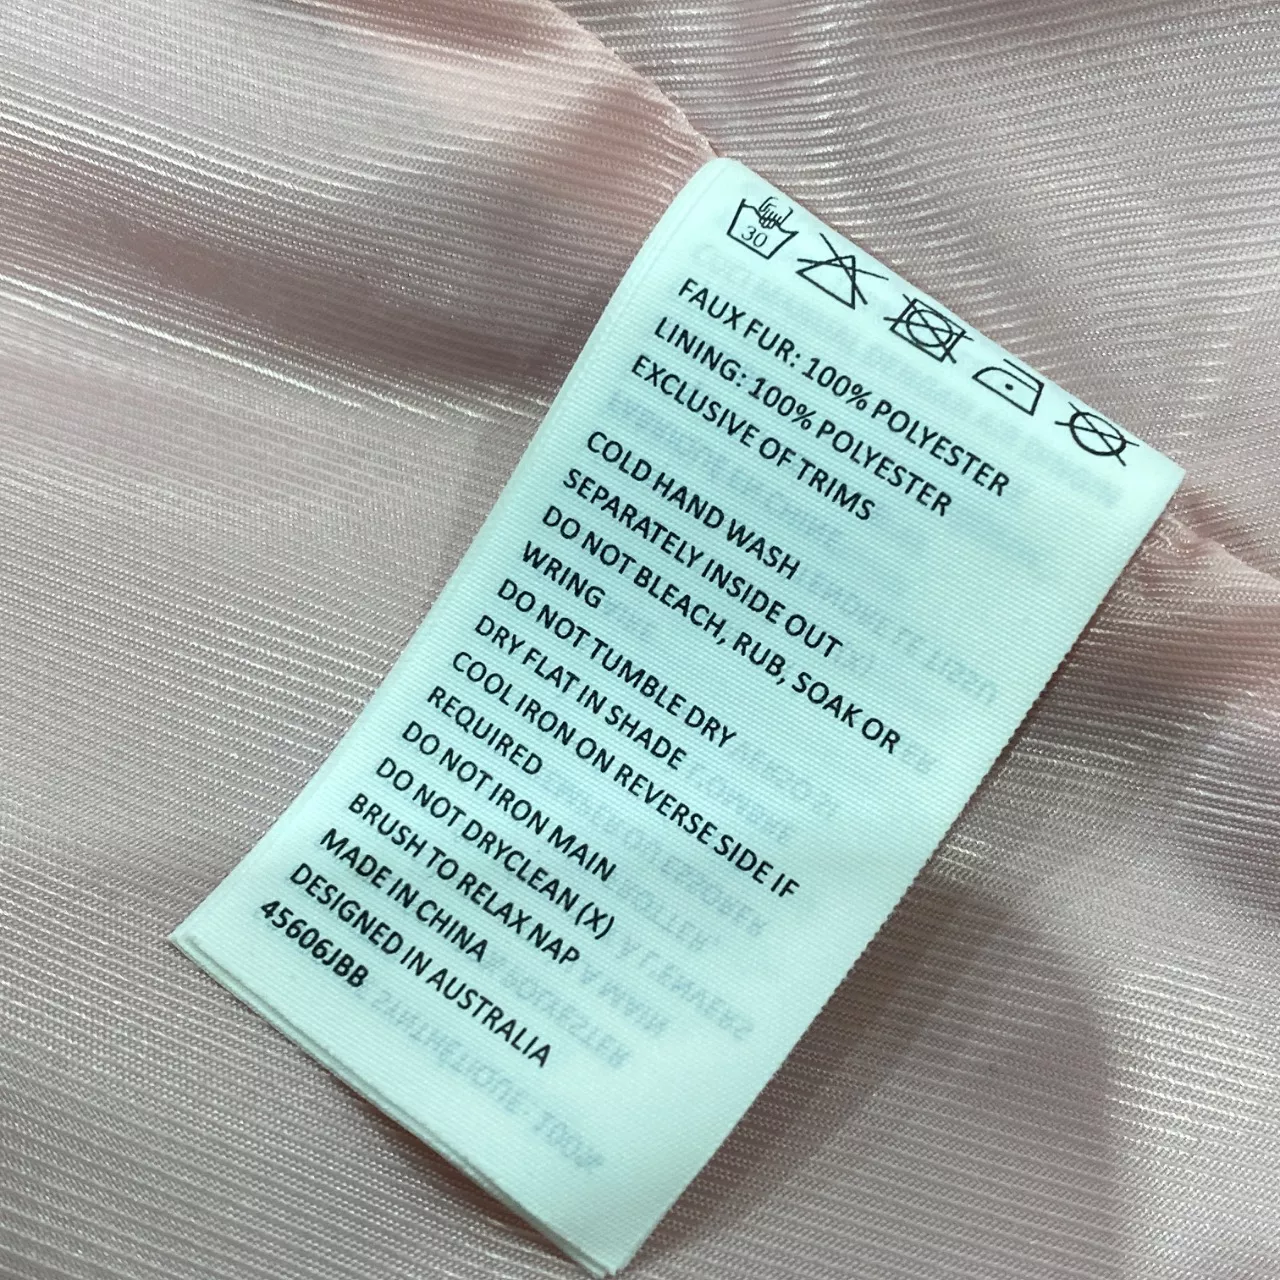 30
FAUX FUR: 100% POLYESTER
LINING: 100% POLYESTER
EXCLUSIVE OF TRIMS
COLD HAND WASH
SEPARATELY INSIDE OUT
DO NOT BLEACH, RUB, SOAK OR
WRING
DO NOT TUMBLE DRY
DRY FLAT IN SHADE
COOL IRON ON REVERSE SIDE IF
REQUIRED
DO NOT IRON MAIN
DO NOT DRYCLEAN (X)
BRUSH TO RELAX NAP
MADE IN CHINA
DESIGNED IN AUSTRALIA
45606JBB